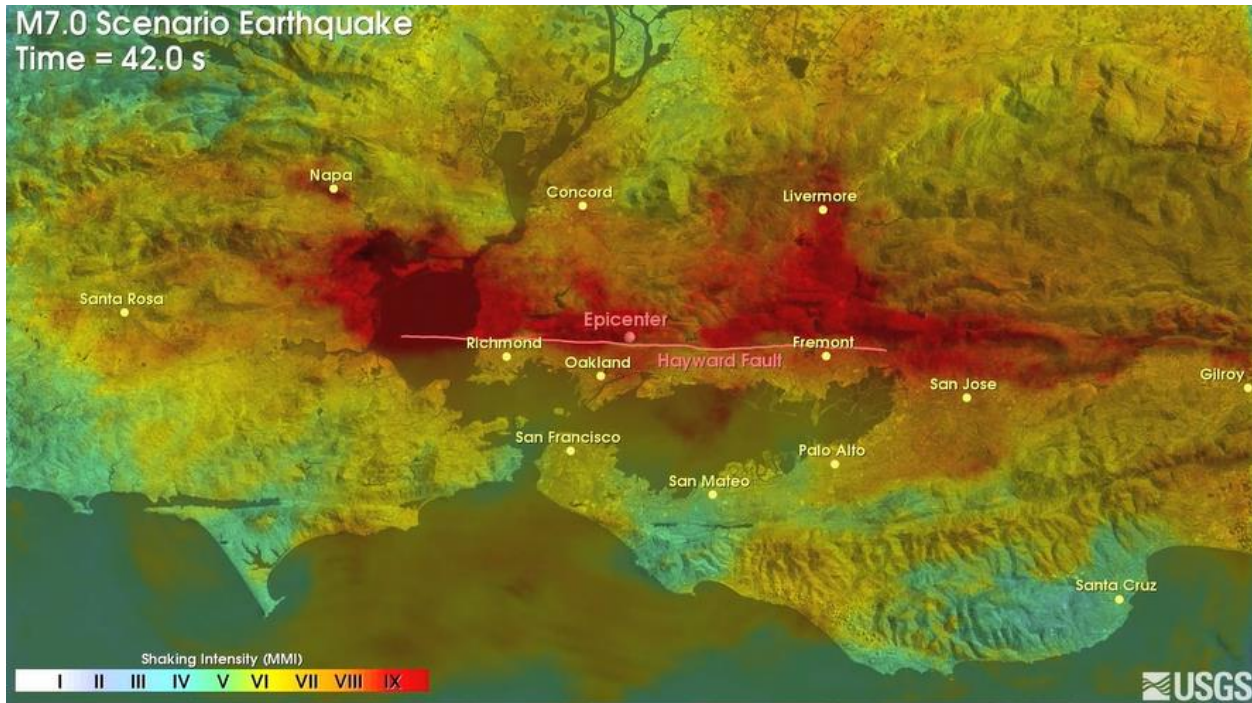 M7.0 Scenario Earthquake
Time = 42.0 s
Napa
Concord
Livermore
Santa Rosa
Epicenter
Richmond
Fremont
Oakland
Hayward Fault
San Jose
Gilroy
San Francisco
Palo Alto
San Mateo
Santa Cruz
Shaking Intensity (MMI)
I II III IV V VI VII VIII IX
USGS